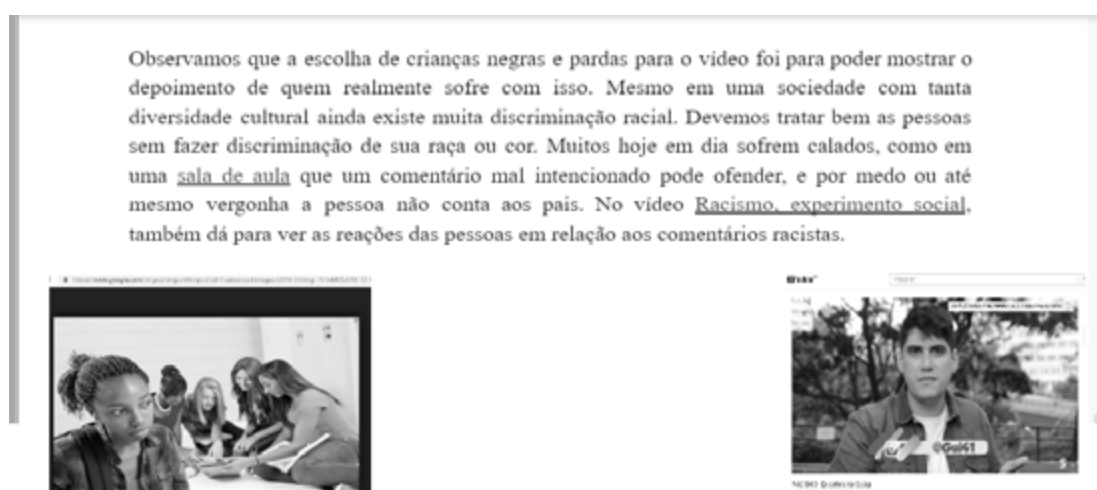 Observamos que a escolha de crianças negras e pardas para o vídeo foi para poder mostrar o
depoimento de quem realmente sofre com isso. Mesmo em uma sociedade com tanta
diversidade cultural ainda existe muita discriminação racial. Devemos tratar bem as pessoas
sem fazer discriminação de sua raça ou cor. Muitos hoje em dia sofrem calados, como em
uma sala de aula que um comentário mal intencionado pode ofender, e por medo ou até
mesmo vergonha a pessoa não conta aos pais. No vídeo Racismo, experimento social,
também dá para ver as reações das pessoas em relação aos comentários racistas.